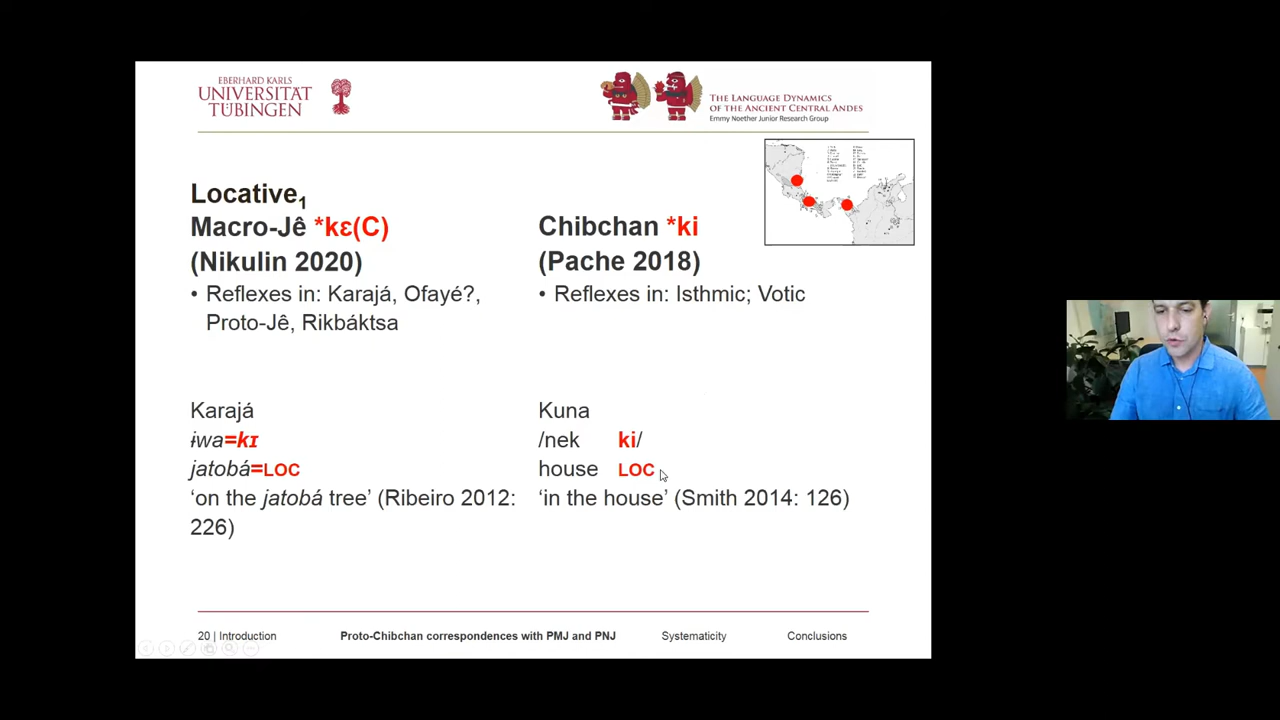 EBERHARD KARLS
UNIVERSITÄT
TÜBINGEN
THE LANGUAGE DYNAMICS
OF THE ANCIENT CENTRAL ANDES
Emmy Noether Junior Research Group
Locative₁
Macro-Jê *kɛ(C)
(Nikulin 2020)
• Reflexes in: Karajá, Ofayé?,
Proto-Jê, Rikbáktsa
Chibchan *ki
(Pache 2018)
• Reflexes in: Isthmic; Votic
Karajá
ɨwa=kɪ
jatobá=LOC
‘on the jatobá tree’ (Ribeiro 2012:
226)
Kuna
/nek ki/
house LOC
‘in the house’ (Smith 2014: 126)
20 | Introduction
Proto-Chibchan correspondences with PMJ and PNJ
Systematicity
Conclusions